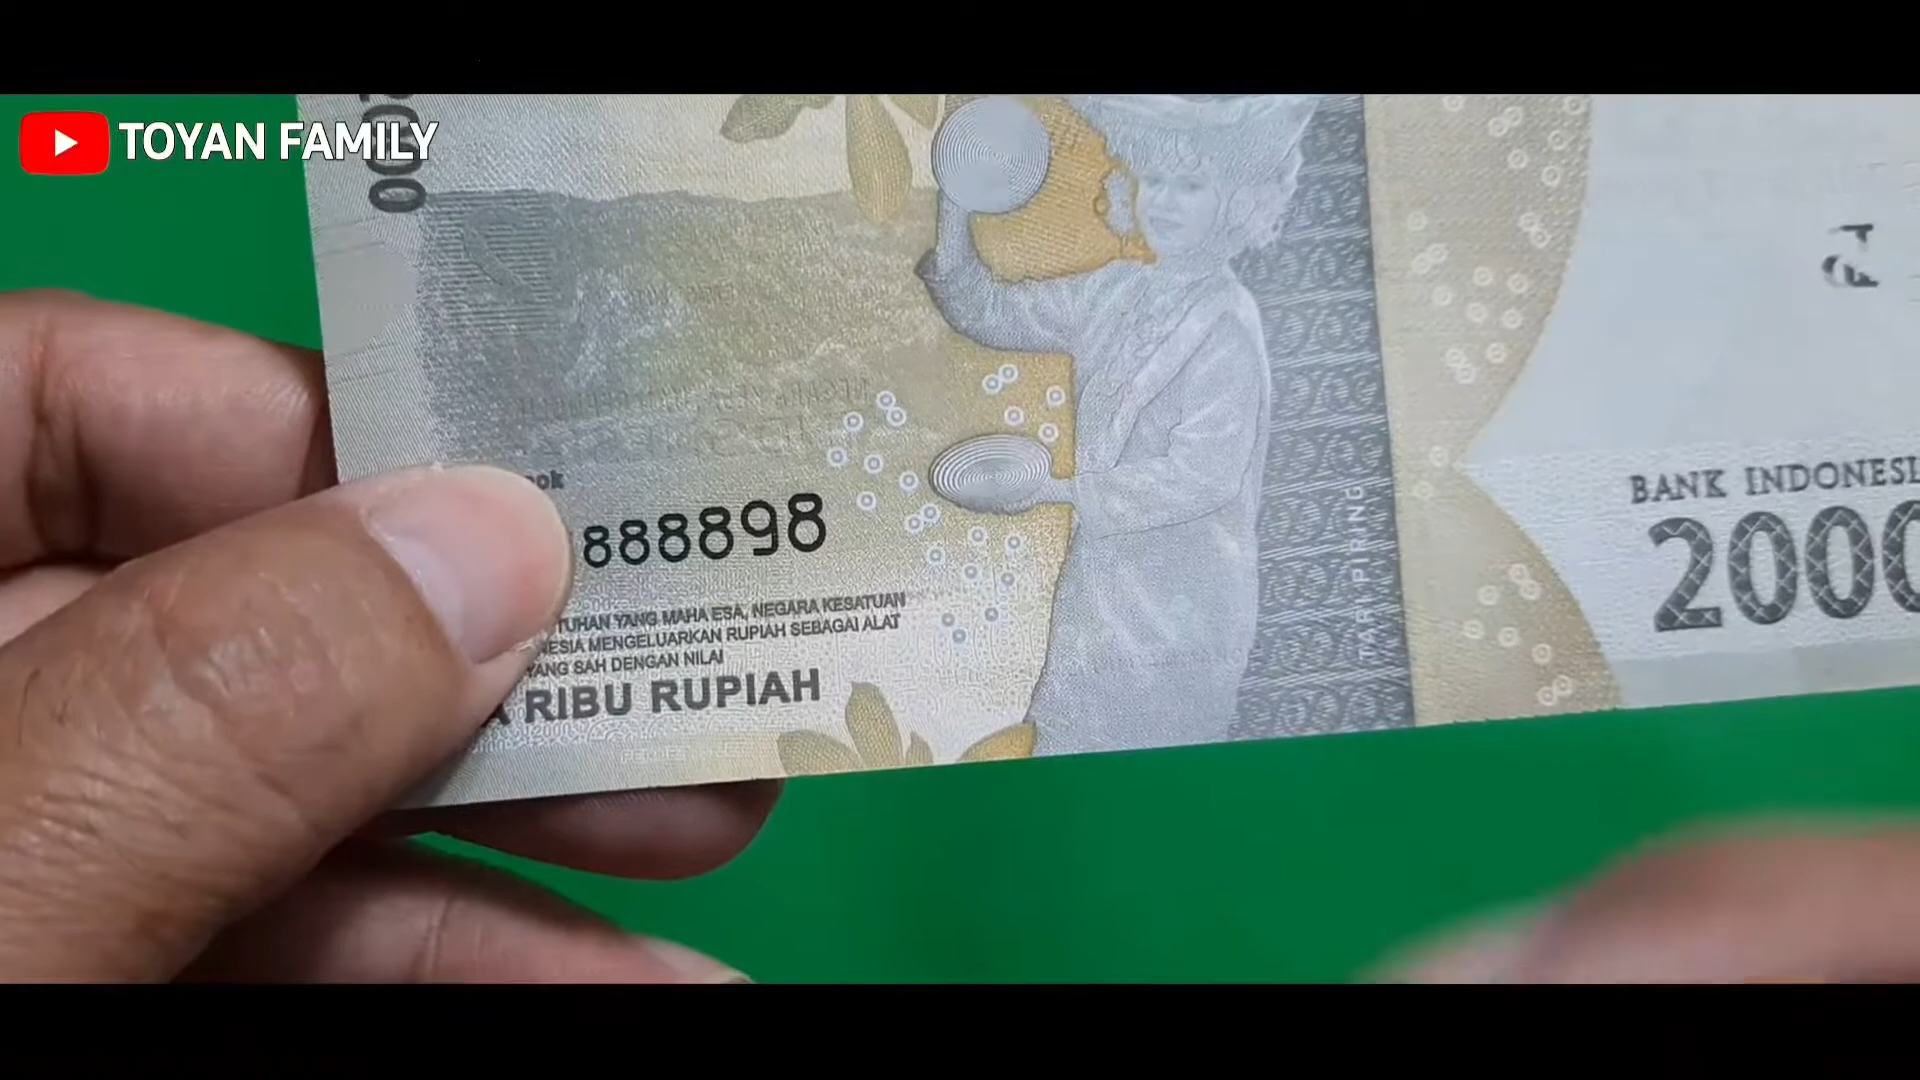 TOYAN FAMILY
888898
TUHAN YANG MAHA ESA, NEGARA KESATUAN
MENGELUARKAN RUPIAH SEBAGAI ALAT
YANG SAH DENGAN NILAI
RIBU RUPIAH
TARI PIRING
BANK INDONESI
2000